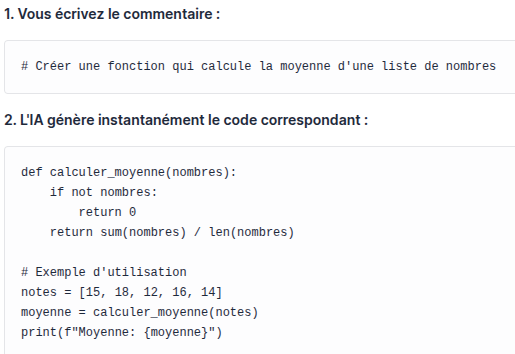 1. Vous écrivez le commentaire :
# Créer une fonction qui calcule la moyenne d'une liste de nombres
2. L'IA génère instantanément le code correspondant :
def calculer_moyenne(nombres):
    if not nombres:
        return 0
    return sum(nombres) / len(nombres)

# Exemple d'utilisation
notes = [15, 18, 12, 16, 14]
moyenne = calculer_moyenne(notes)
print(f"Moyenne: {moyenne}")